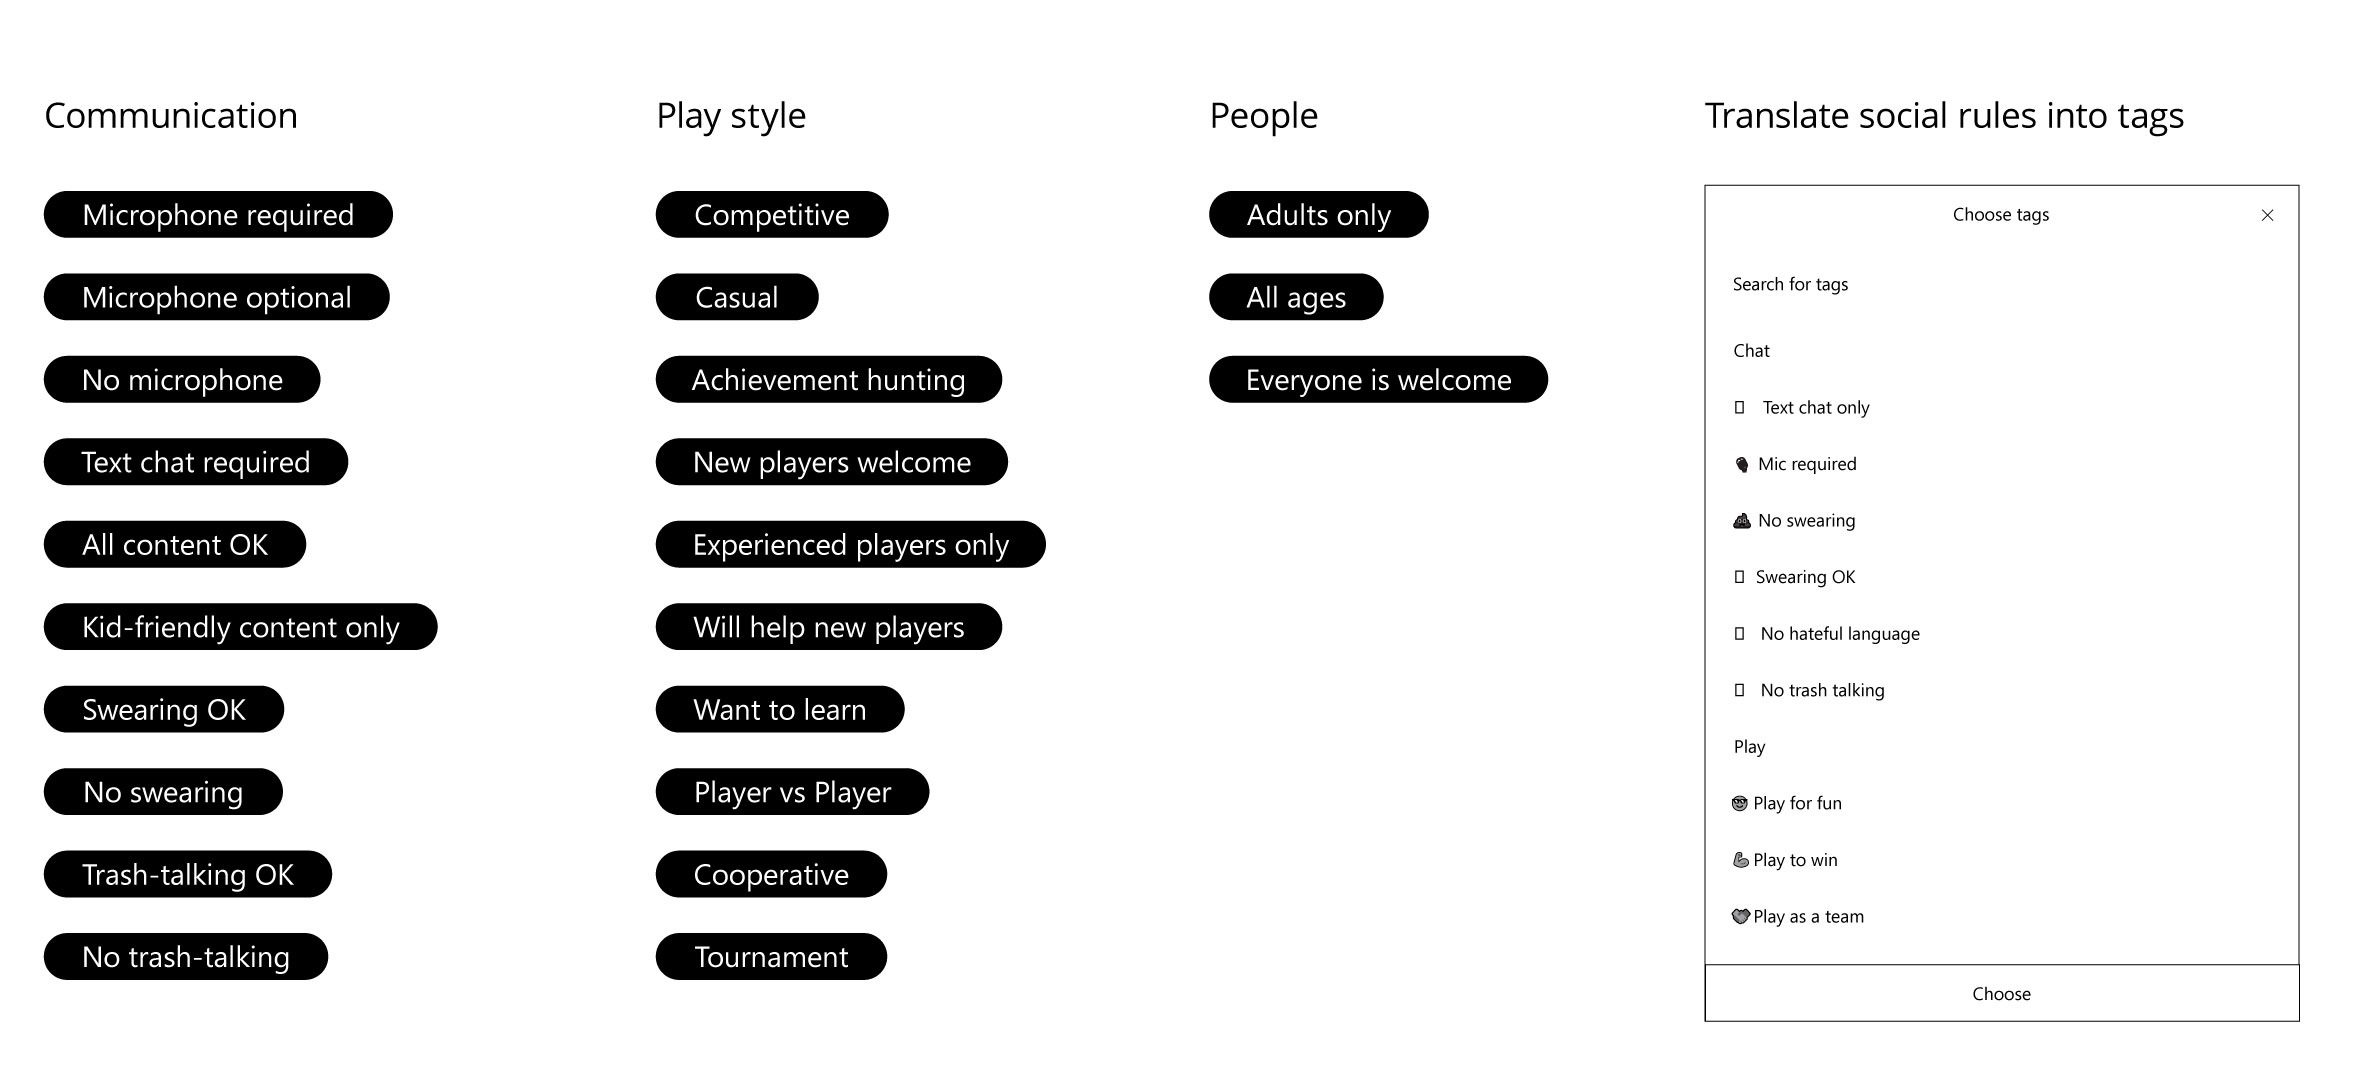 Communication
Microphone required
Microphone optional
No microphone
Text chat required
All content OK
Kid-friendly content only
Swearing OK
No swearing
Trash-talking OK
No trash-talking
Play style
Competitive
Casual
Achievement hunting
New players welcome
Experienced players only
Will help new players
Want to learn
Player vs Player
Cooperative
Tournament
People
Adults only
All ages
Everyone is welcome
Translate social rules into tags
Choose tags
Search for tags
Chat
Text chat only
Mic required
No swearing
Swearing OK
No hateful language
No trash talking
Play
Play for fun
Play to win
Play as a team
Choose